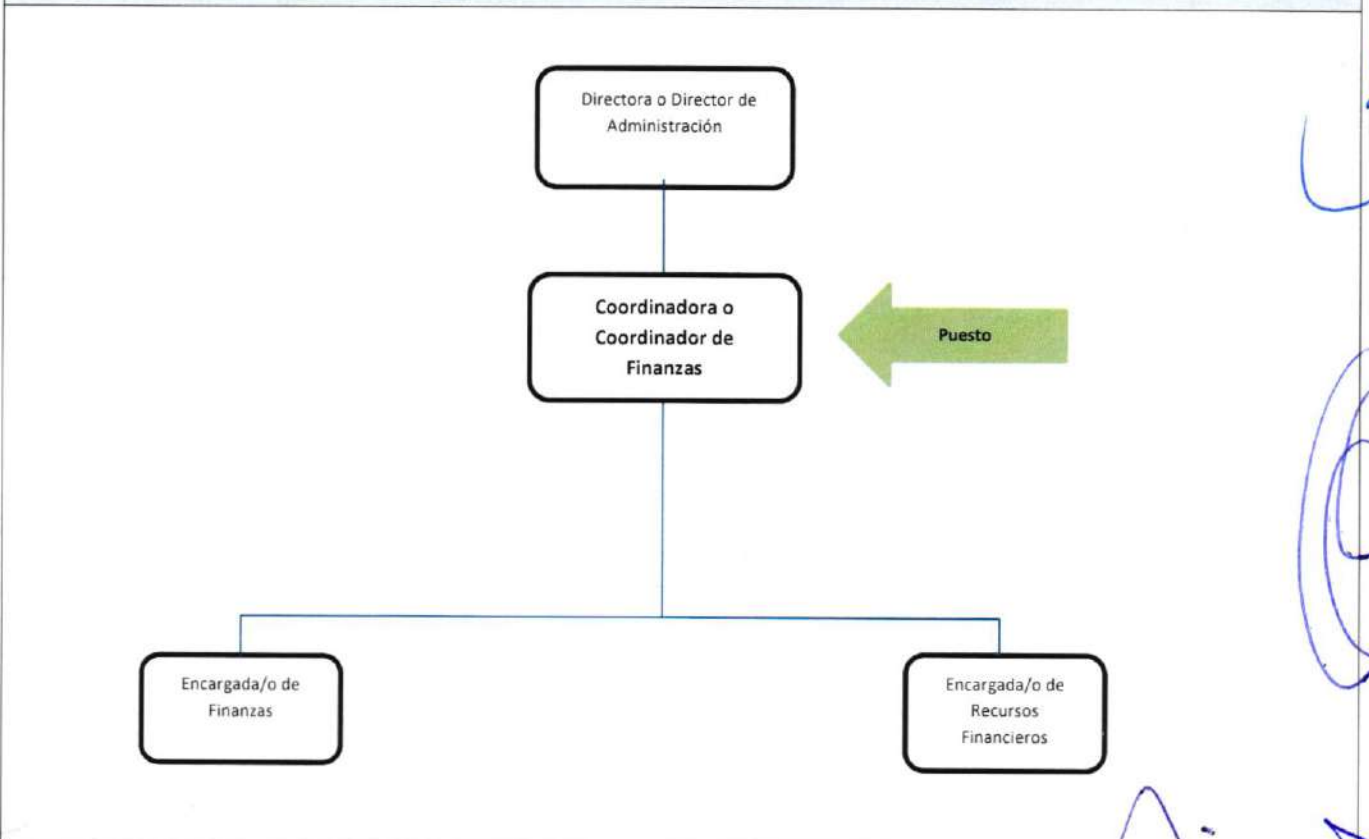 Directora o Director de
Administración
Coordinadora o
Coordinador de
Finanzas
Puesto
Encargada/o de
Finanzas
Encargada/o de
Recursos
Financieros